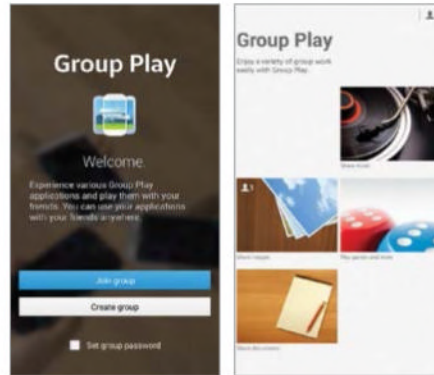 Group Play
Welcome
Experience various Group Play
applications and play them with your
friends. You can use your applications
with your friends anywhere.
Join group
Create group
Set group password
1
Group Play
Enjoy a variety of group work
easily with Group Play.
Share music
1
Share images
Play games and more
Share documents